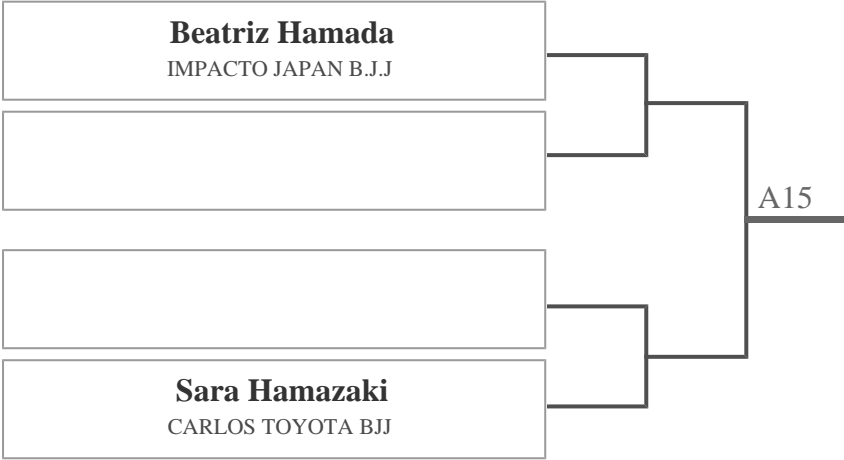 Beatriz Hamada
IMPACTO JAPAN B.J.J
A15
Sara Hamazaki
CARLOS TOYOTA BJJ